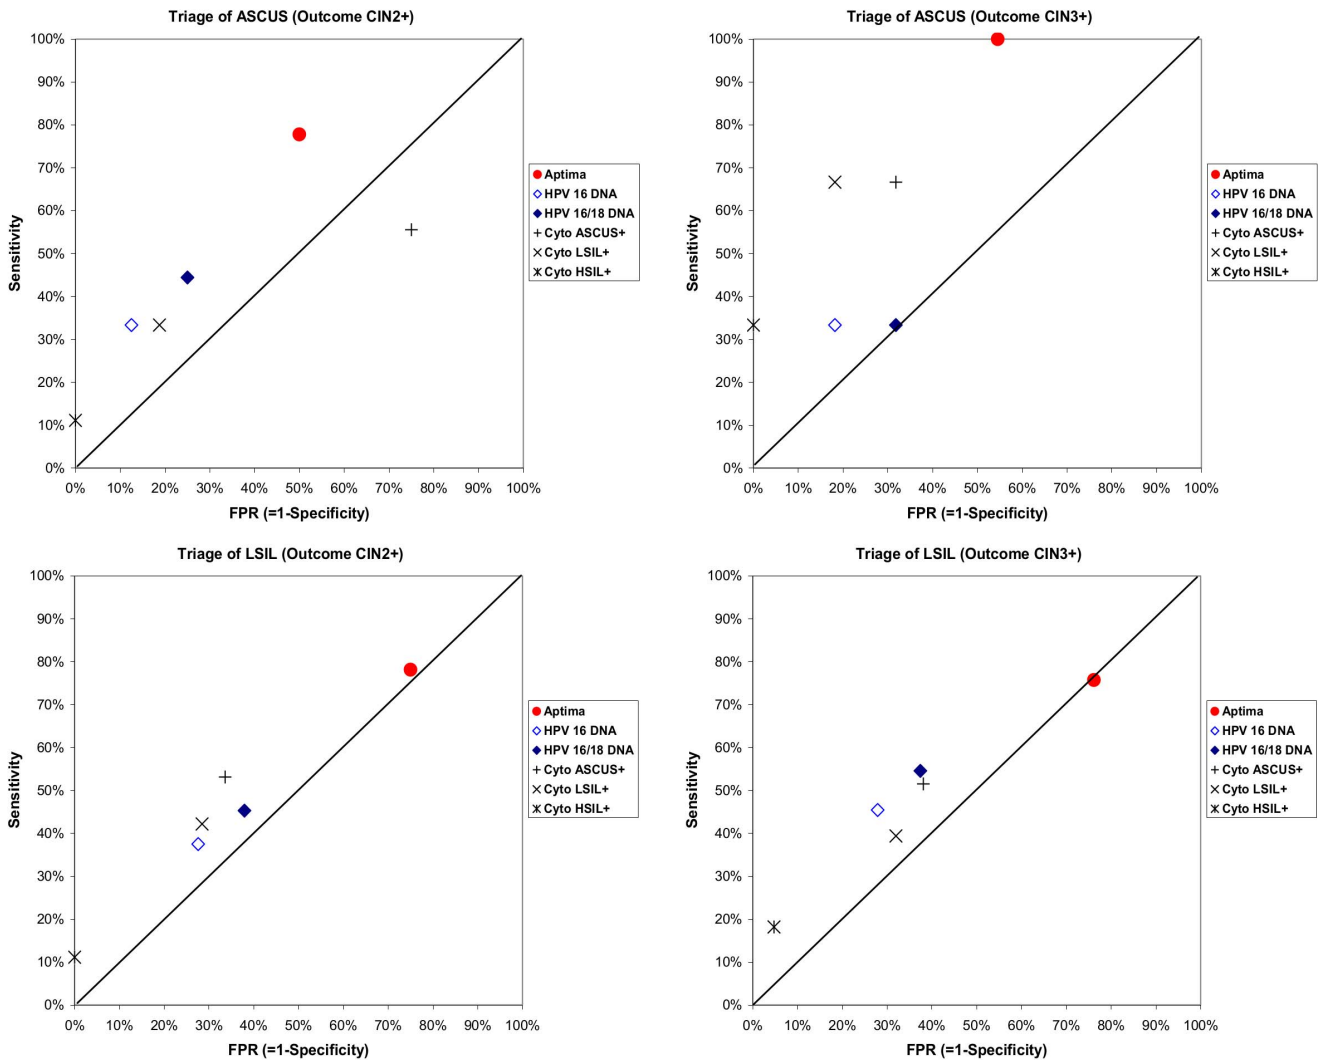 Triage of ASCUS (Outcome CIN2+)
100%
90%
80%
70%
60%
50%
40%
30%
20%
10%
0%
Sensitivity
0% 10% 20% 30% 40% 50% 60% 70% 80% 90% 100%
FPR (=1-Specificity)
Aptima
HPV 16 DNA
HPV 16/18 DNA
Cyto ASCUS+
Cyto LSIL+
Cyto HSIL+
Triage of ASCUS (Outcome CIN3+)
100%
90%
80%
70%
60%
50%
40%
30%
20%
10%
0%
Sensitivity
0% 10% 20% 30% 40% 50% 60% 70% 80% 90% 100%
FPR (=1-Specificity)
Aptima
HPV 16 DNA
HPV 16/18 DNA
Cyto ASCUS+
Cyto LSIL+
Cyto HSIL+
Triage of LSIL (Outcome CIN2+)
100%
90%
80%
70%
60%
50%
40%
30%
20%
10%
0%
Sensitivity
0% 10% 20% 30% 40% 50% 60% 70% 80% 90% 100%
FPR (=1-Specificity)
Aptima
HPV 16 DNA
HPV 16/18 DNA
Cyto ASCUS+
Cyto LSIL+
Cyto HSIL+
Triage of LSIL (Outcome CIN3+)
100%
90%
80%
70%
60%
50%
40%
30%
20%
10%
0%
Sensitivity
0% 10% 20% 30% 40% 50% 60% 70% 80% 90% 100%
FPR (=1-Specificity)
Aptima
HPV 16 DNA
HPV 16/18 DNA
Cyto ASCUS+
Cyto LSIL+
Cyto HSIL+